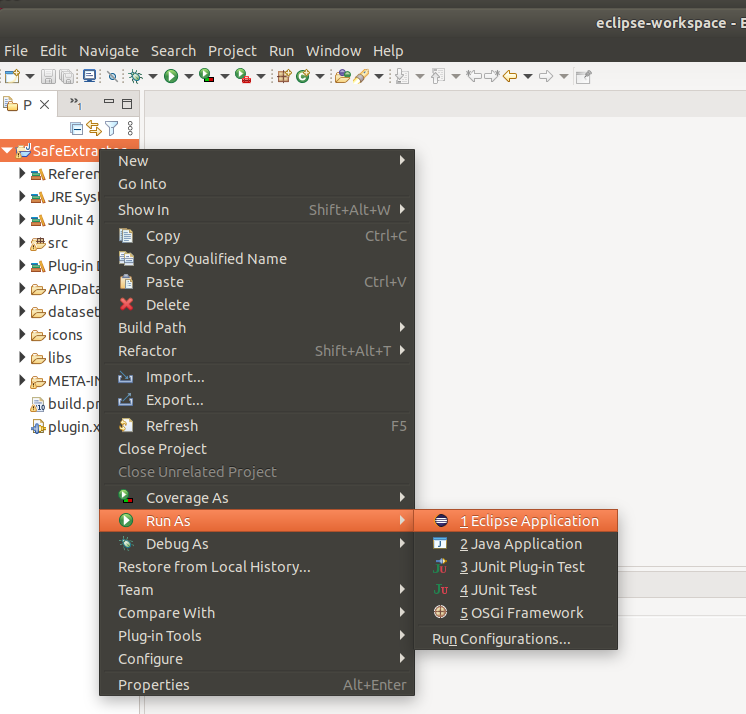 eclipse-workspace - E
File Edit Navigate Search Project Run Window Help
P
»1
SafeExtractor
Referen
JRE Sys
JUnit 4
src
Plug-in
APIData
dataset
icons
libs
META-IN
build.pr
plugin.x
New
Go Into
Show In Shift+Alt+W
Copy Ctrl+C
Copy Qualified Name
Paste Ctrl+V
Delete
Build Path
Refactor Shift+Alt+T
Import...
Export...
Refresh F5
Close Project
Close Unrelated Project
Coverage As
Run As
Debug As
Restore from Local History...
Team
Compare With
Plug-in Tools
Configure
Properties Alt+Enter
1 Eclipse Application
2 Java Application
3 JUnit Plug-in Test
4 JUnit Test
5 OSGi Framework
Run Configurations...